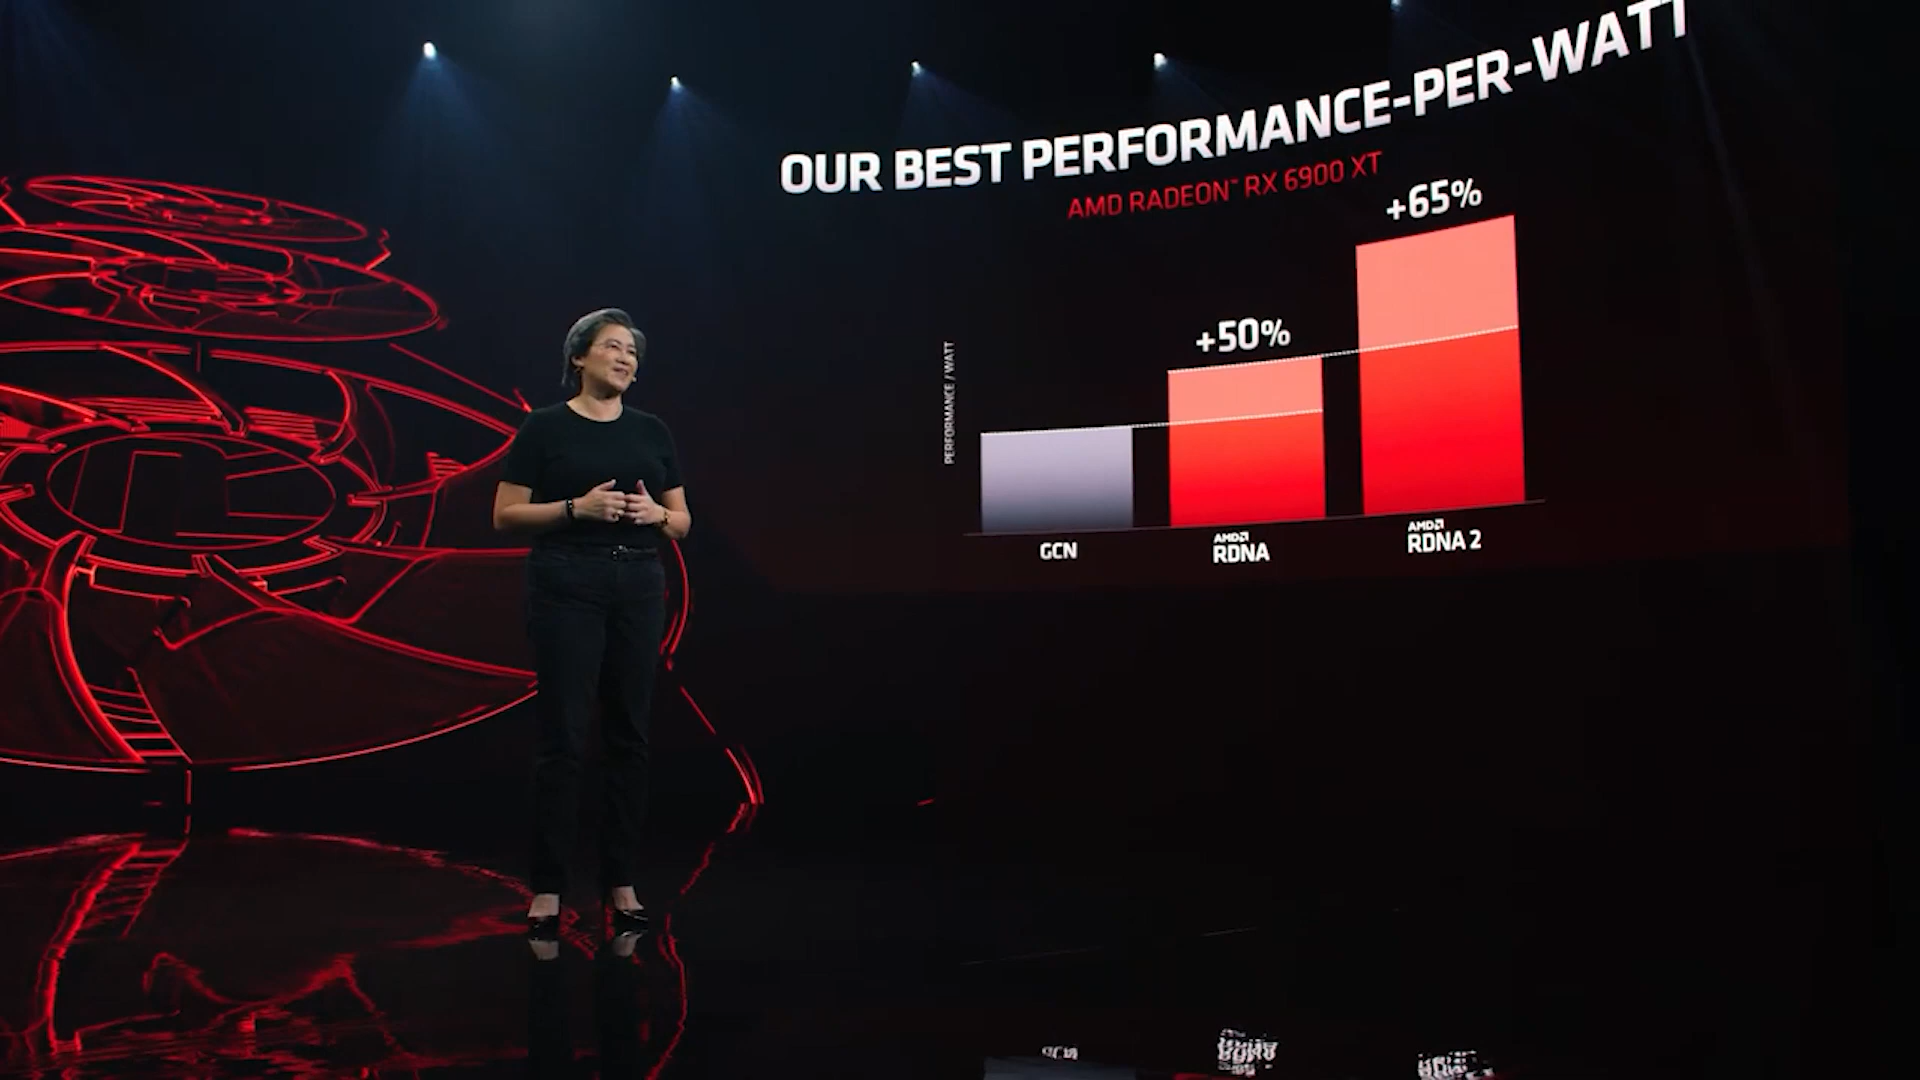 OUR BEST PERFORMANCE-PER-WATT
AMD RADEON™ RX 6900 XT
+65%
+50%
PERFORMANCE / WATT
GCN
AMD
RDNA
AMD
RDNA 2